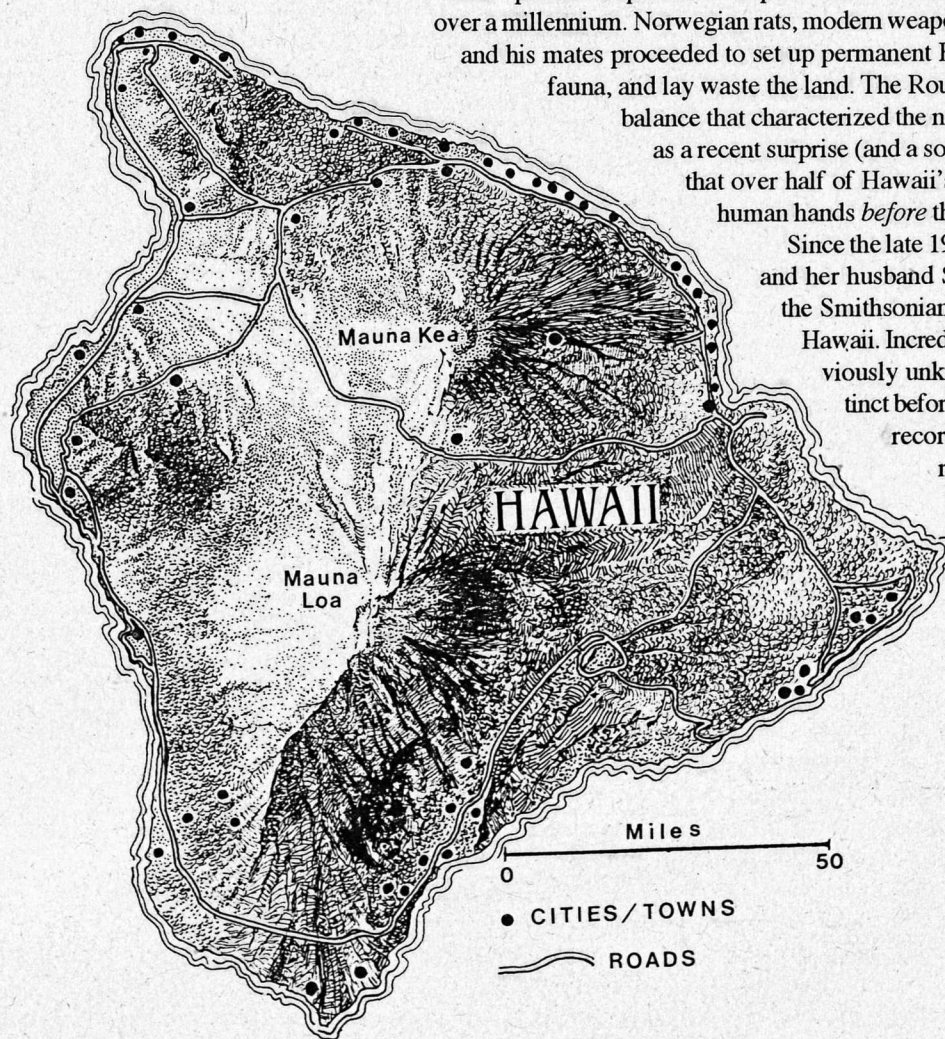 over a millennium. Norwegian rats, modern weap
and his mates proceeded to set up permanent
fauna, and lay waste the land. The Rou
balance that characterized the n
as a recent surprise (and a so
that over half of Hawaii's
human hands before th
Since the late 19
and her husband S
the Smithsonian
Hawaii. Incred
viously unk
tinct befor
recor
Mauna Kea
HAWAII
Mauna
Loa
Miles
0 50
● CITIES/TOWNS
ROADS